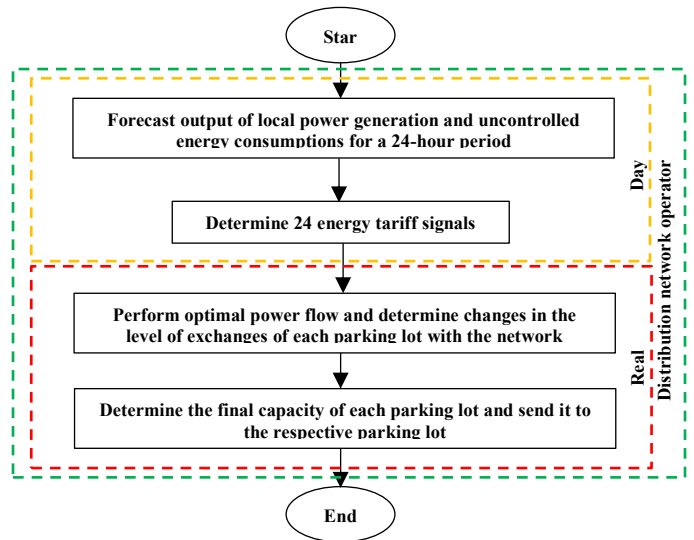 Star
Forecast output of local power generation and uncontrolled
energy consumptions for a 24-hour period
Day
Determine 24 energy tariff signals
Distribution network operator
Perform optimal power flow and determine changes in the
level of exchanges of each parking lot with the network
Real
Determine the final capacity of each parking lot and send it to
the respective parking lot
End